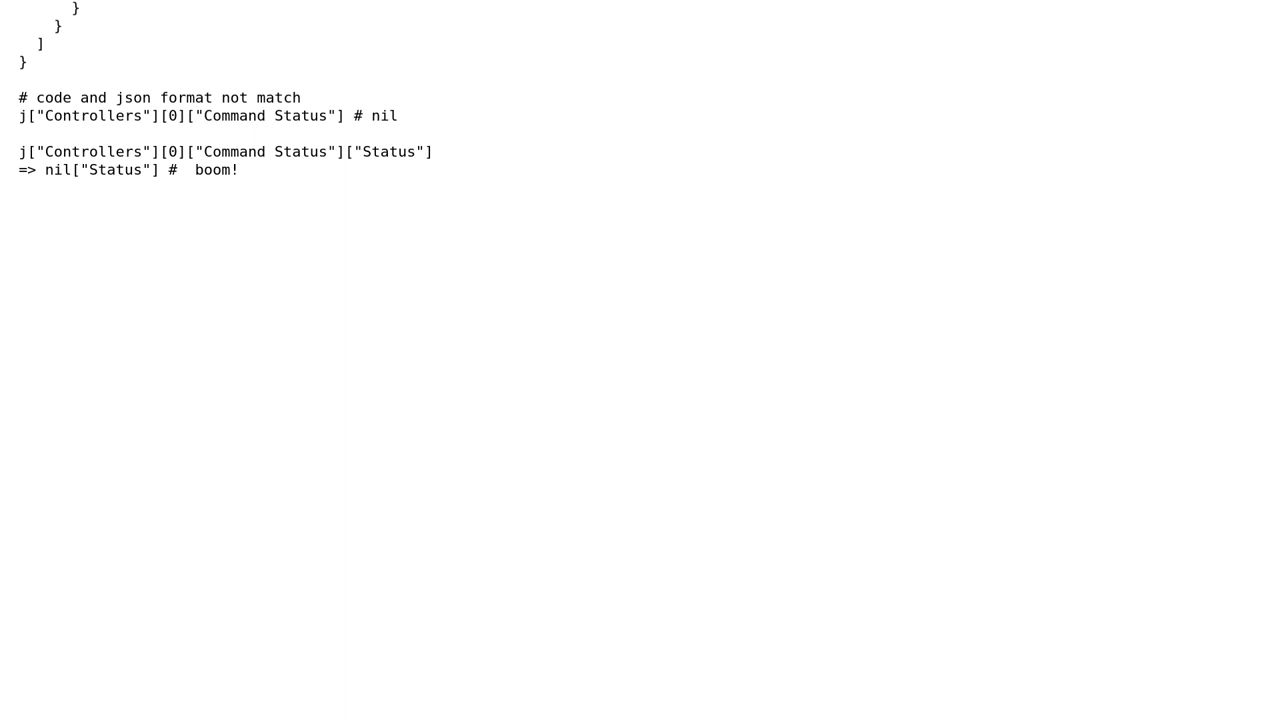 }
    }
  ]
}

# code and json format not match
j["Controllers"][0]["Command Status"] # nil

j["Controllers"][0]["Command Status"]["Status"]
=> nil["Status"] #  boom!